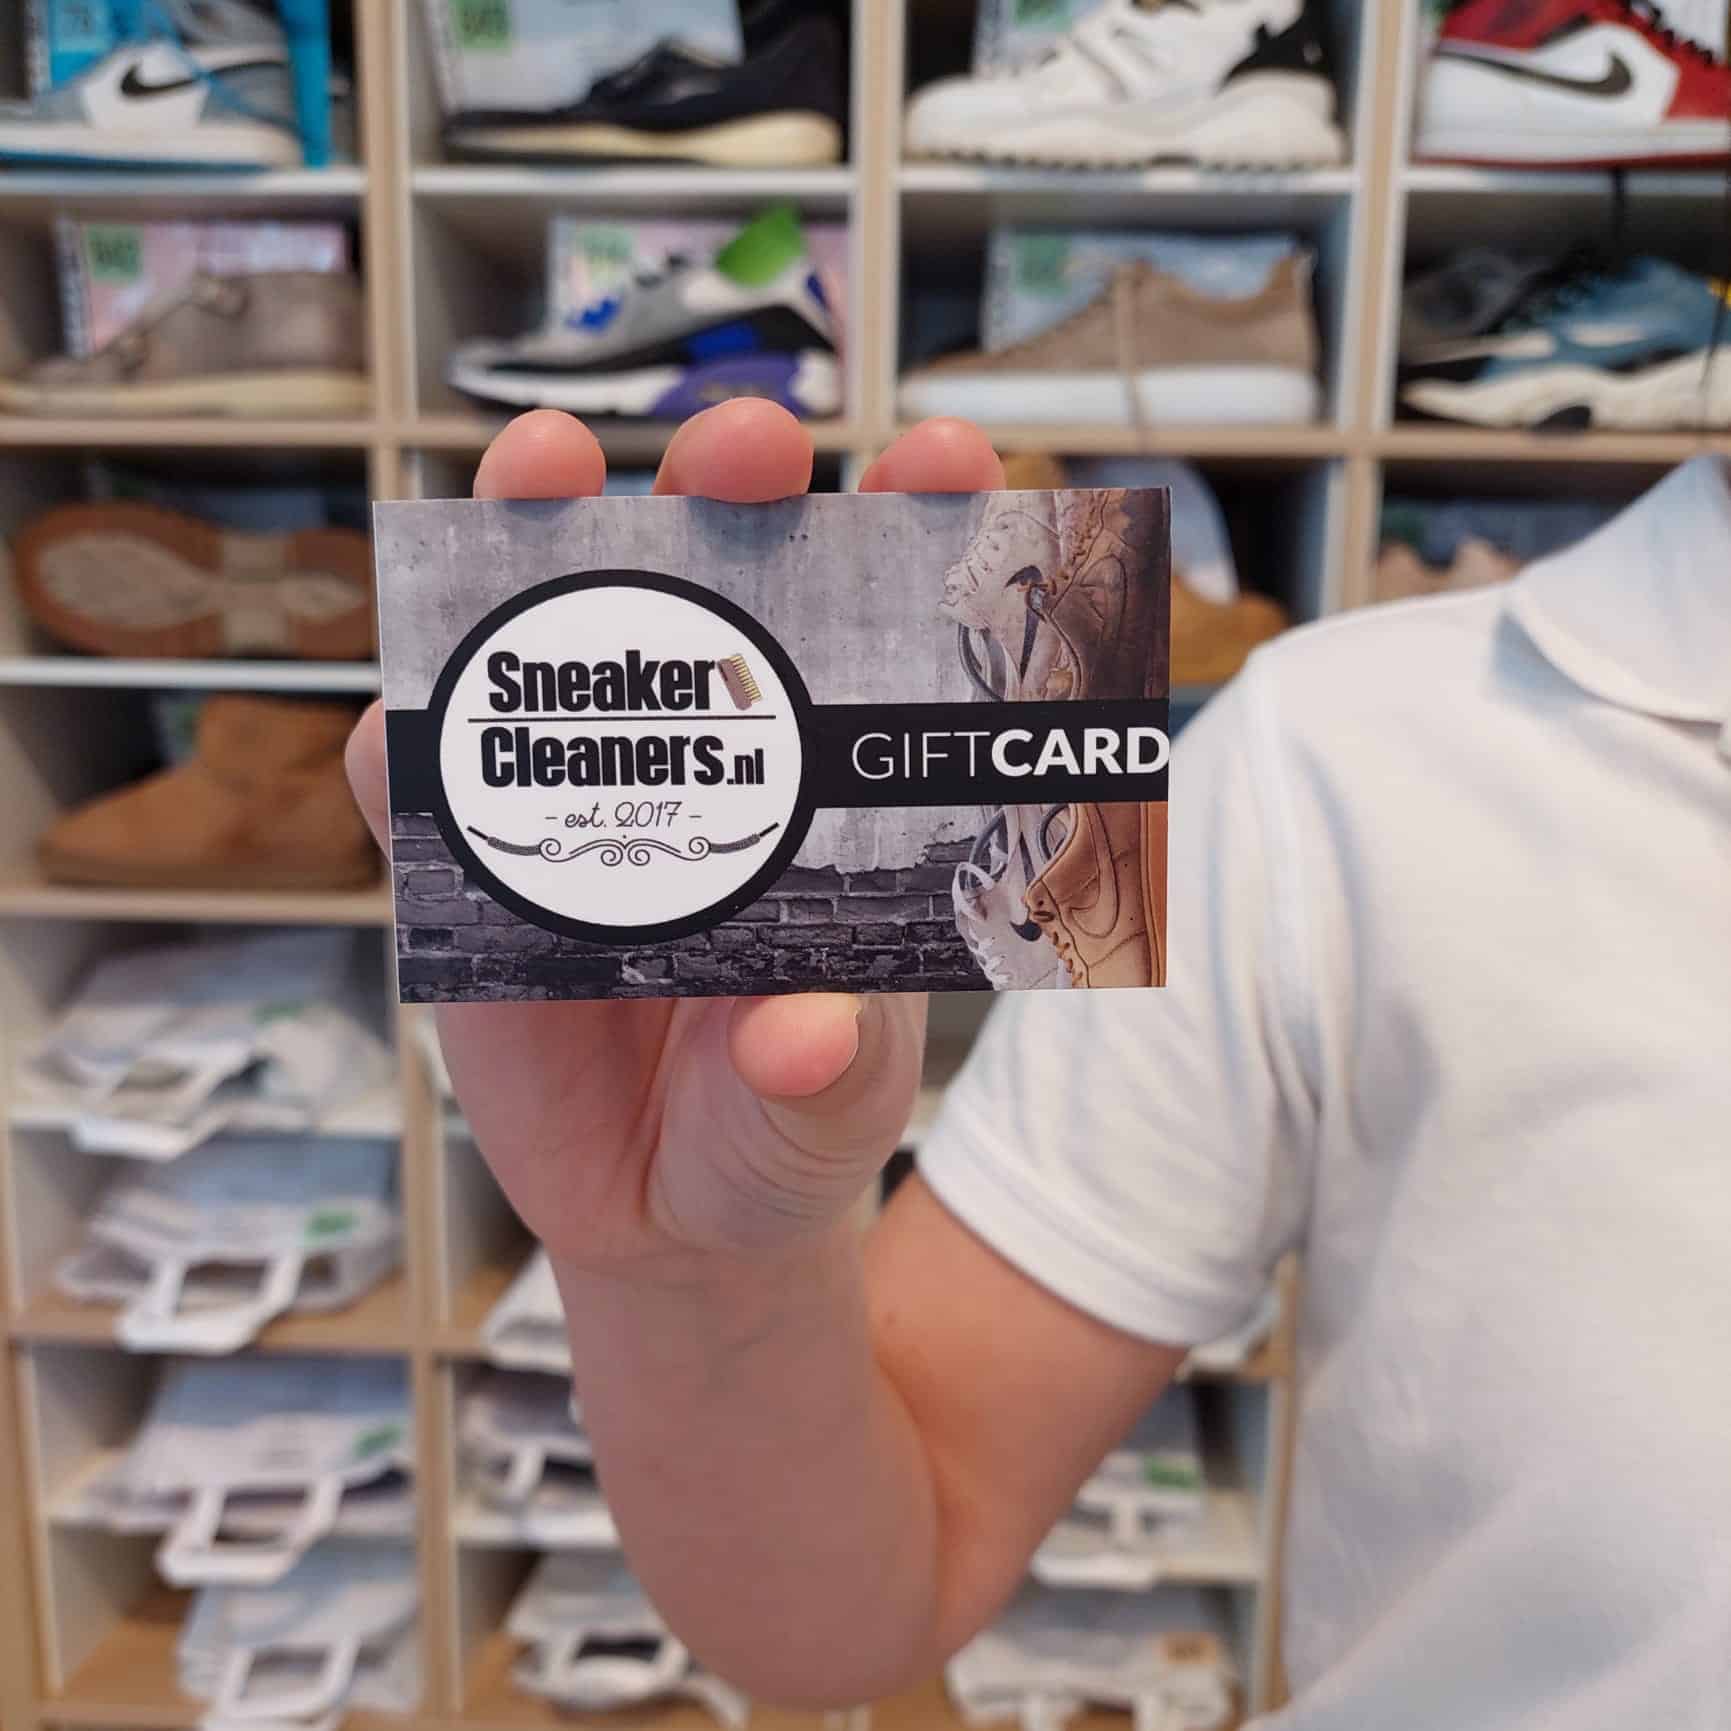 Sneaker
Cleaners.nl
- est. 2017 -
GIFTCARD